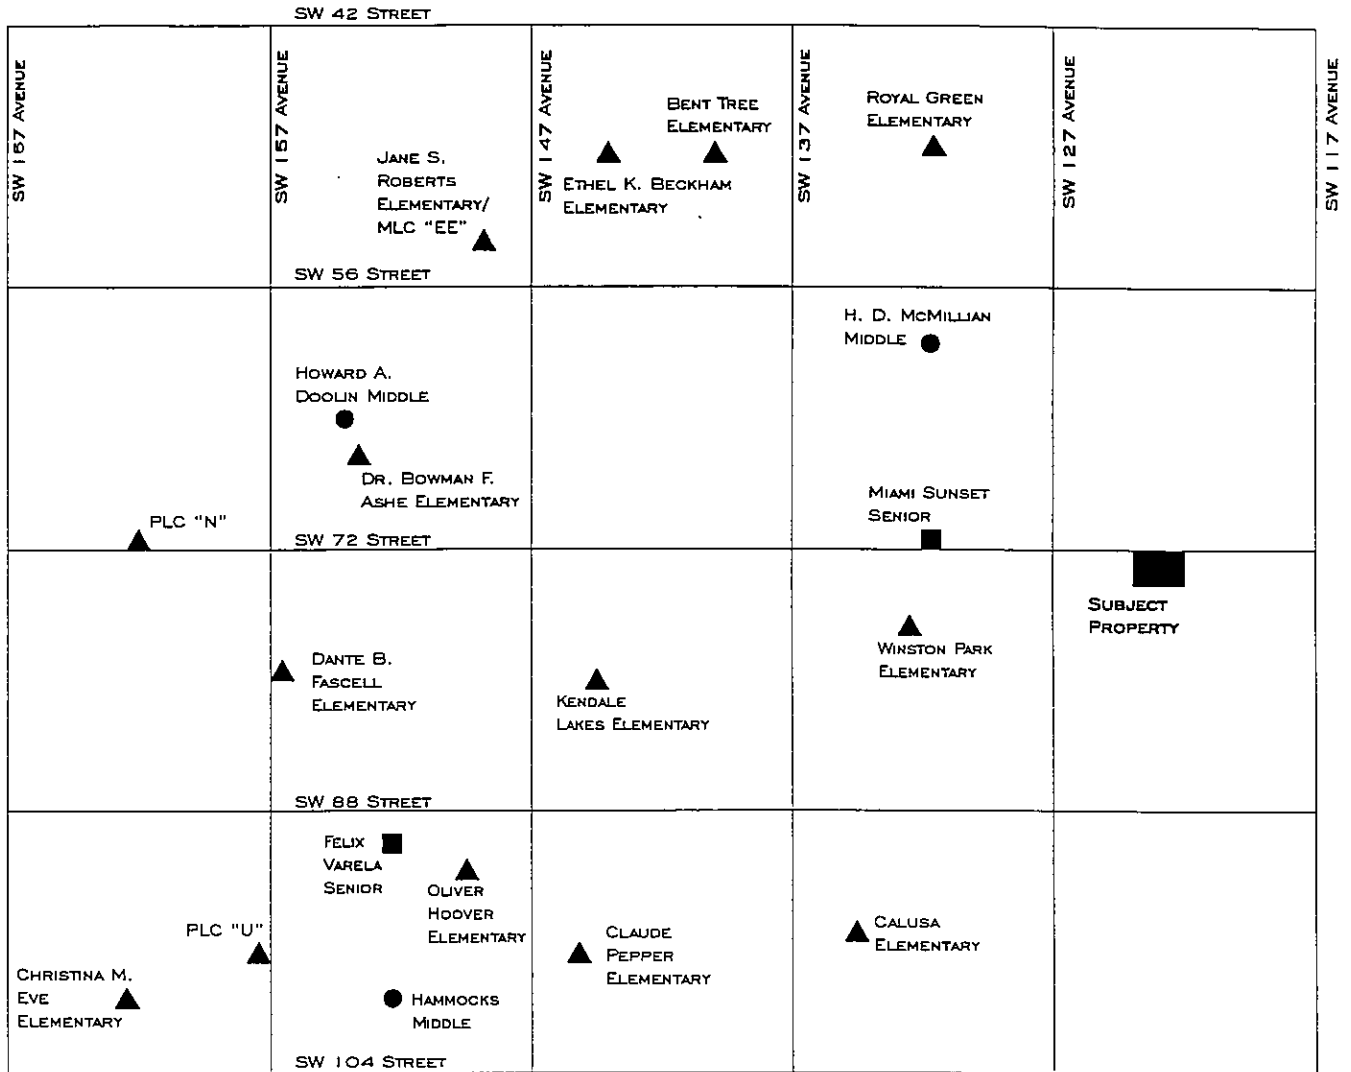 SW 42 STREET
SW 167 AVENUE
SW 157 AVENUE
SW 147 AVENUE
SW 137 AVENUE
SW 127 AVENUE
SW 117 AVENUE
JANE S.
ROBERTS
ELEMENTARY/
MLC "EE"
BENT TREE
ELEMENTARY
ETHEL K. BECKHAM
ELEMENTARY
ROYAL GREEN
ELEMENTARY
SW 56 STREET
HOWARD A.
DOOLIN MIDDLE
DR. BOWMAN F.
ASHE ELEMENTARY
H. D. MCMILLIAN
MIDDLE
MIAMI SUNSET
SENIOR
PLC "N"
SW 72 STREET
SUBJECT
PROPERTY
DANTE B.
FASCELL
ELEMENTARY
KENDALE
LAKES ELEMENTARY
WINSTON PARK
ELEMENTARY
SW 88 STREET
FELIX
VARELA
SENIOR
OLIVER
HOOVER
ELEMENTARY
PLC "U"
CHRISTINA M.
EVE
ELEMENTARY
HAMMOCKS
MIDDLE
CLAUDE
PEPPER
ELEMENTARY
CALUSA
ELEMENTARY
SW 104 STREET